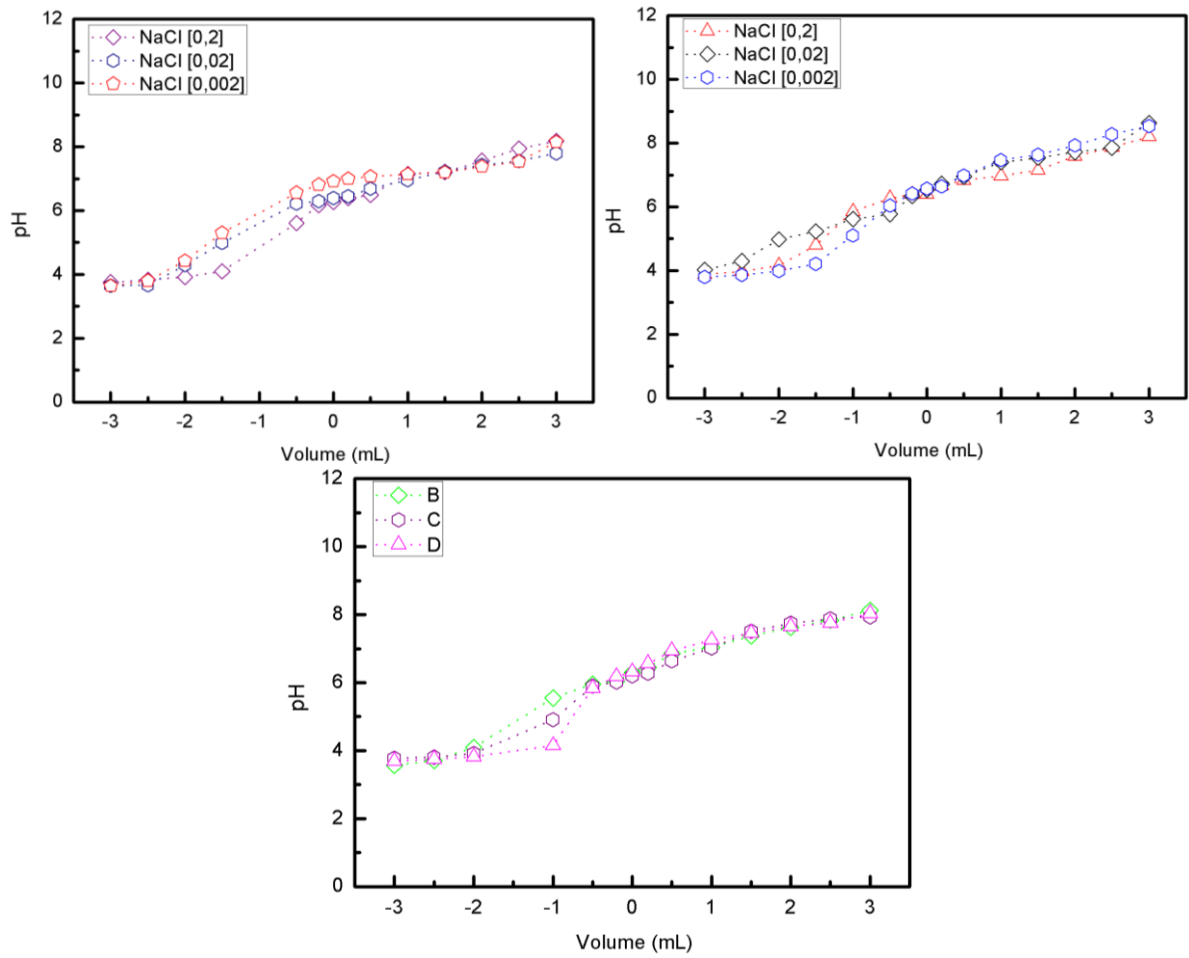 12
10
8
6
4
2
0
pH
NaCl [0,2]
NaCl [0,02]
NaCl [0,002]
-3 -2 -1 0 1 2 3
Volume (mL)
12
10
8
6
4
2
0
pH
NaCl [0,2]
NaCl [0,02]
NaCl [0,002]
-3 -2 -1 0 1 2 3
Volume (mL)
12
10
8
6
4
2
0
pH
B
C
D
-3 -2 -1 0 1 2 3
Volume (mL)